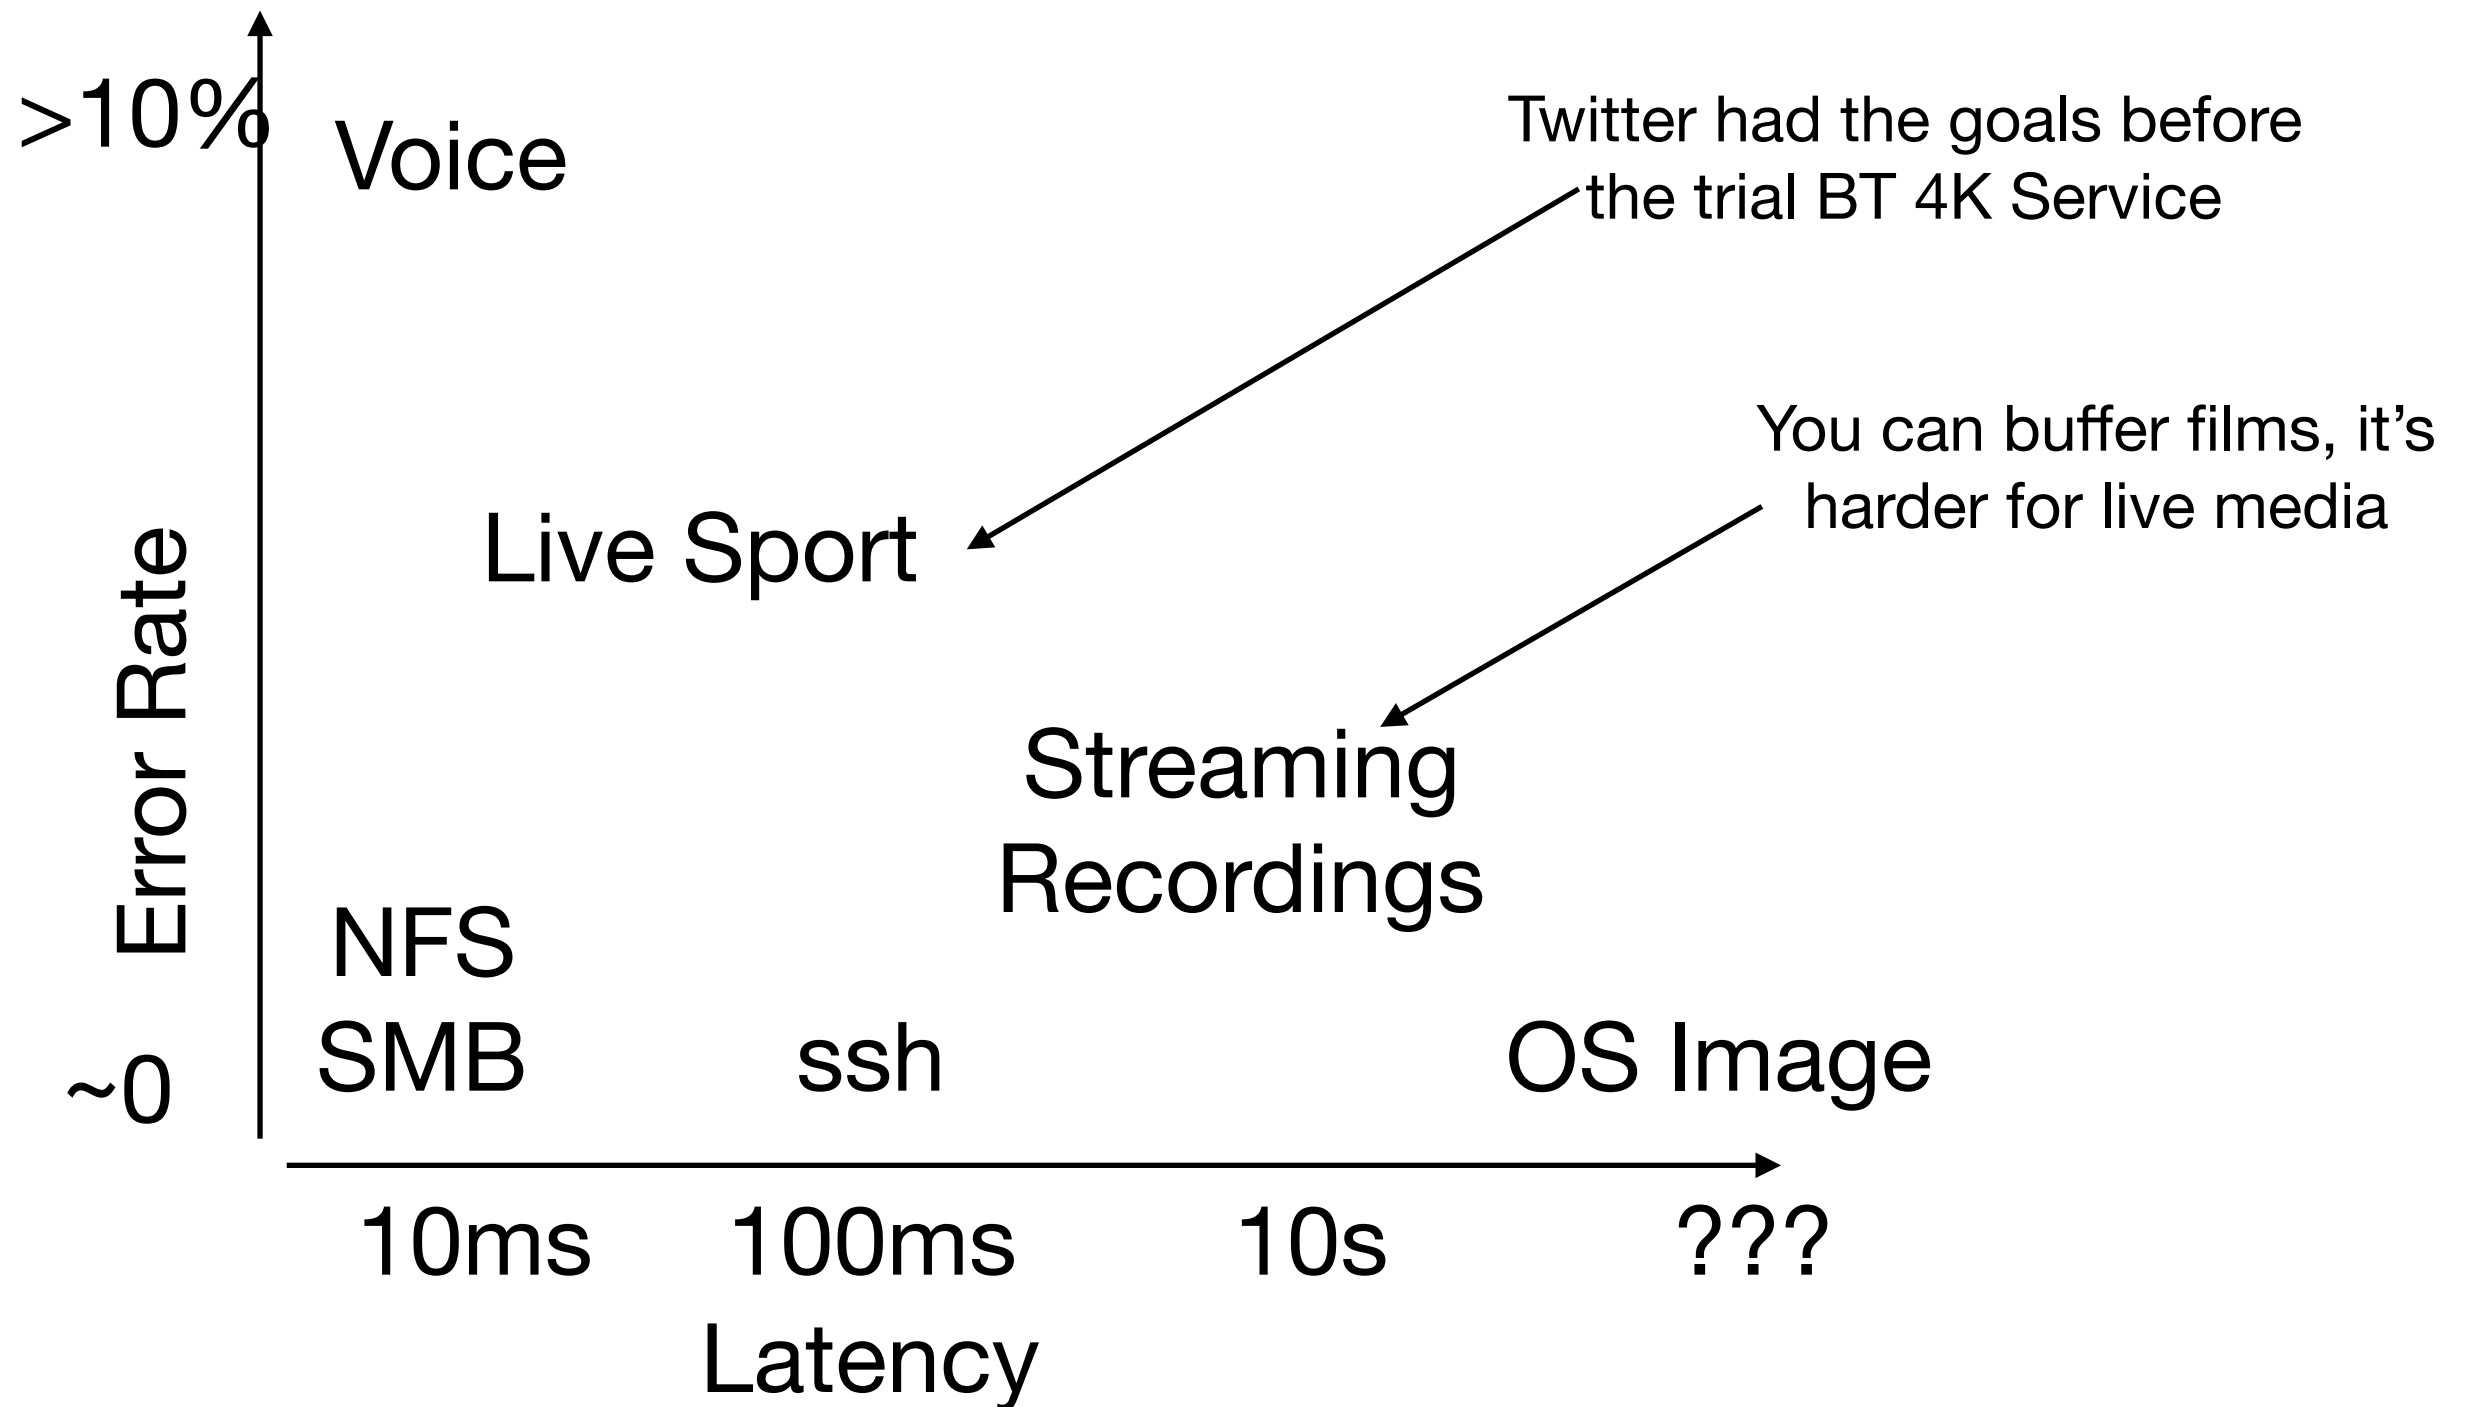 >10%
Voice
Twitter had the goals before
the trial BT 4K Service
You can buffer films, it’s
harder for live media
Live Sport
Error Rate
Streaming
Recordings
NFS
SMB
ssh
OS Image
~0
10ms
100ms
10s
???
Latency